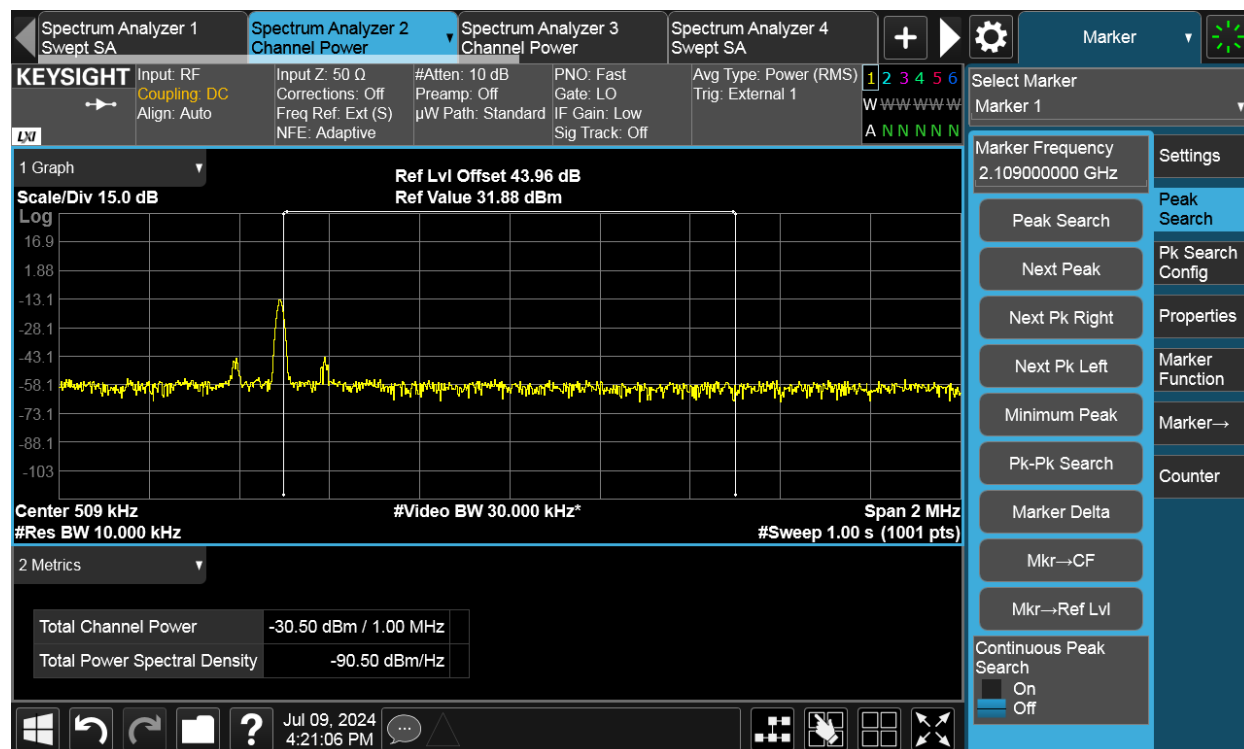 Spectrum Analyzer 1
Swept SA
Spectrum Analyzer 2
Channel Power
Spectrum Analyzer 3
Channel Power
Spectrum Analyzer 4
Swept SA
Marker
KEYSIGHT
LXI
Input: RF
Coupling: DC
Align: Auto
Input Z: 50 Ω
Corrections: Off
Freq Ref: Ext (S)
NFE: Adaptive
#Atten: 10 dB
Preamp: Off
µW Path: Standard
PNO: Fast
Gate: LO
IF Gain: Low
Sig Track: Off
Avg Type: Power (RMS)
Trig: External 1
1 2 3 4 5 6
W W W W W W
A N N N N N
Select Marker
Marker 1
1 Graph
Scale/Div 15.0 dB
Log
Ref Lvl Offset 43.96 dB
Ref Value 31.88 dBm
16.9
1.88
-13.1
-28.1
-43.1
-58.1
-73.1
-88.1
-103
Center 509 kHz
#Res BW 10.000 kHz
#Video BW 30.000 kHz*
Span 2 MHz
#Sweep 1.00 s (1001 pts)
2 Metrics
Total Channel Power -30.50 dBm / 1.00 MHz
Total Power Spectral Density -90.50 dBm/Hz
Marker Frequency
2.109000000 GHz
Peak Search
Next Peak
Next Pk Right
Next Pk Left
Minimum Peak
Pk-Pk Search
Marker Delta
Mkr→CF
Mkr→Ref Lvl
Continuous Peak
Search
On
Off
Settings
Peak
Search
Pk Search
Config
Properties
Marker
Function
Marker→
Counter
?
Jul 09, 2024
4:21:06 PM